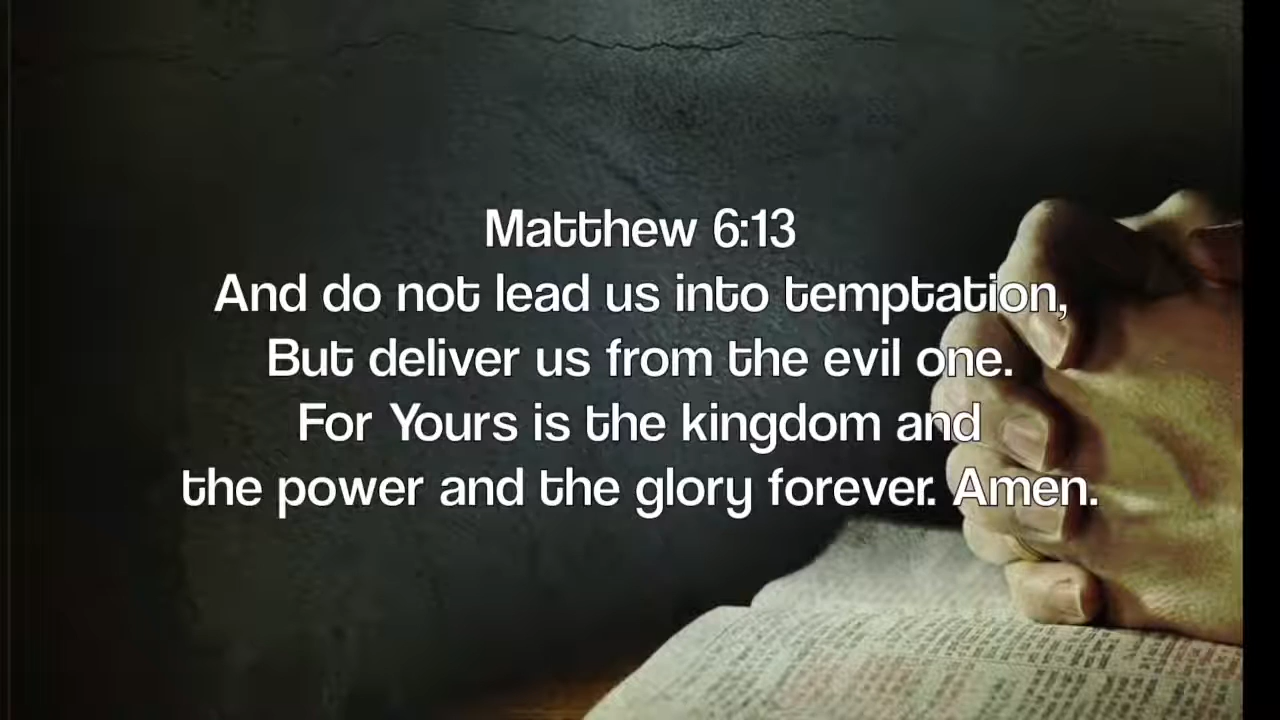 Matthew 6:13
And do not lead us into temptation,
But deliver us from the evil one.
For Yours is the kingdom and
the power and the glory forever. Amen.